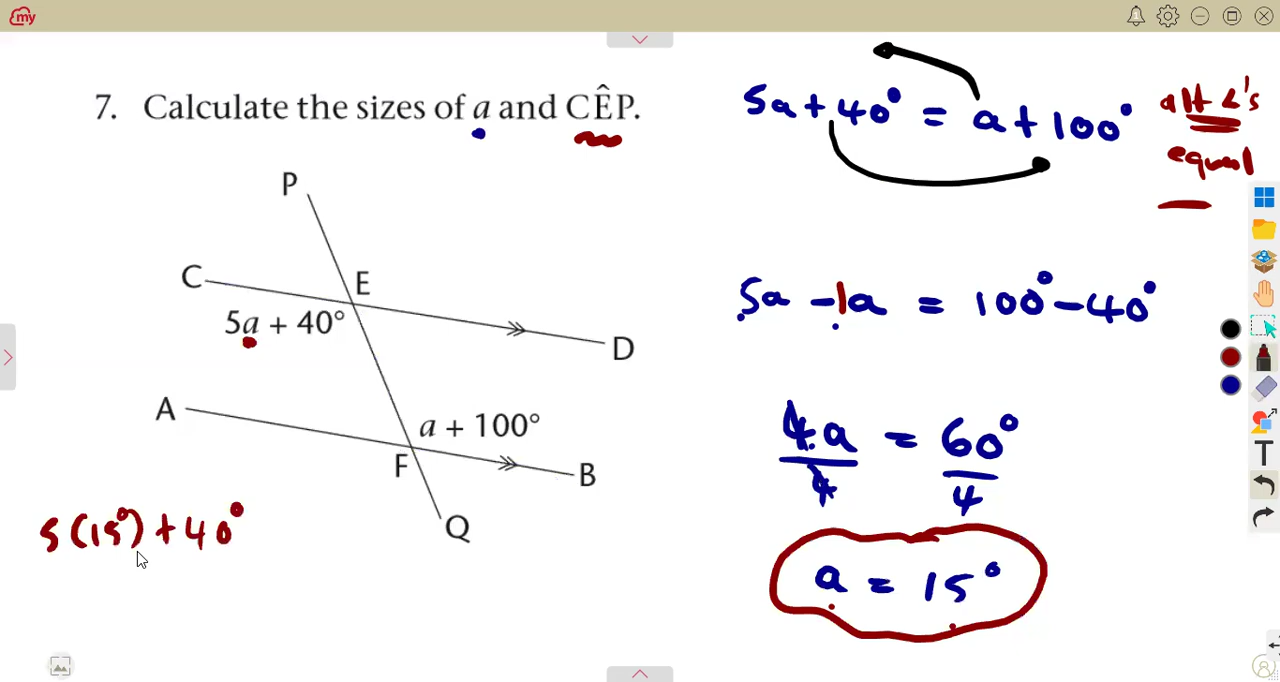 my
7. Calculate the sizes of a and CÊP.
P
C
E
5a + 40°
D
A
a + 100°
F
B
Q
5(15°) + 40°
5a + 40° = a + 100°
alt ∠'s
equal
5a - 1a = 100° - 40°
4a = 60°
4 4
a = 15°
T